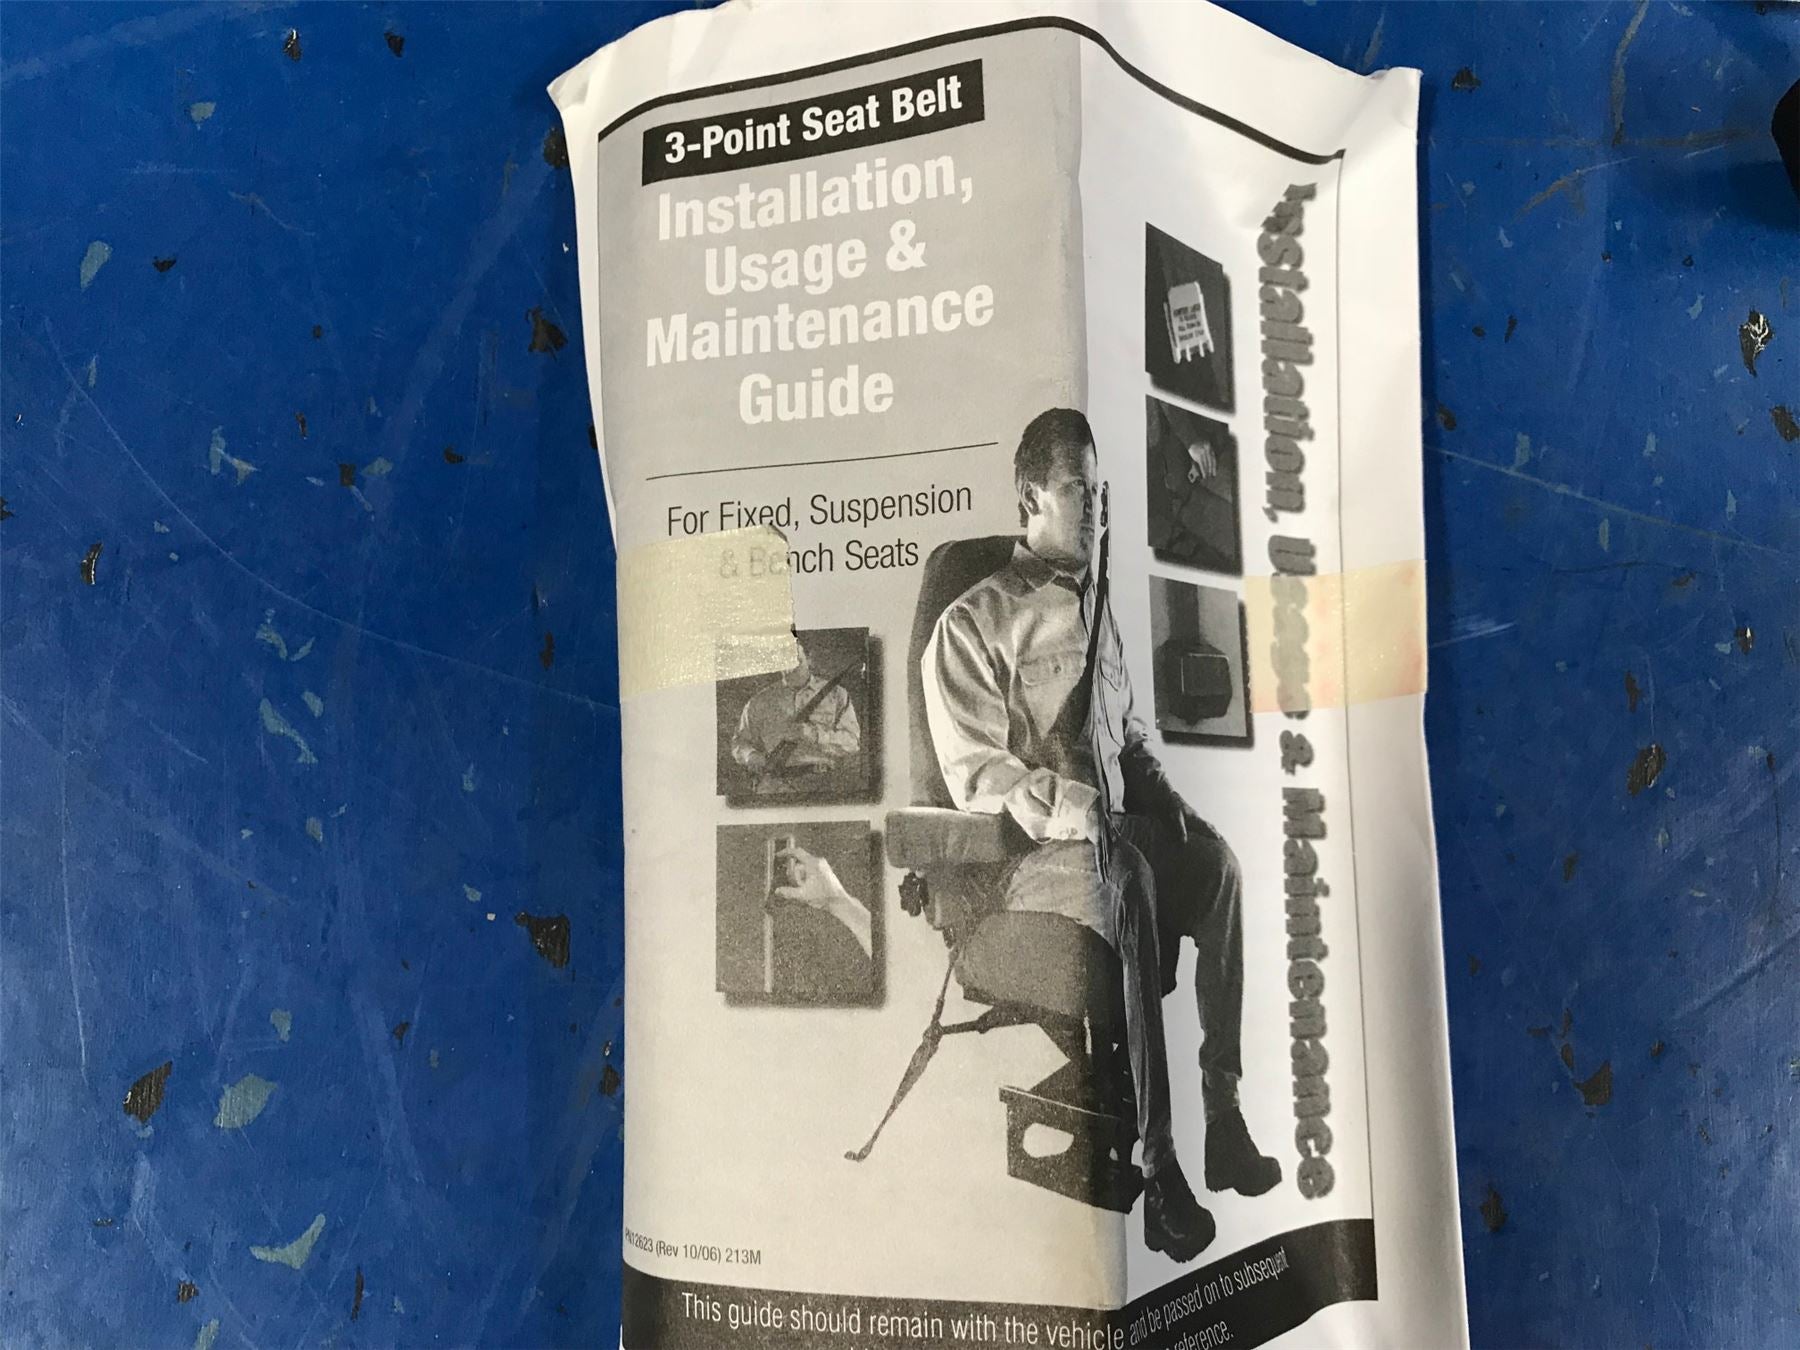 3-Point Seat Belt
Installation,
Usage &
Maintenance
Guide
For Fixed, Suspension
& Bench Seats
Installation, Usage & Maintenance
PN12623 (Rev 10/06) 213M
This guide should remain with the vehicle and be passed on to subsequent
reference.